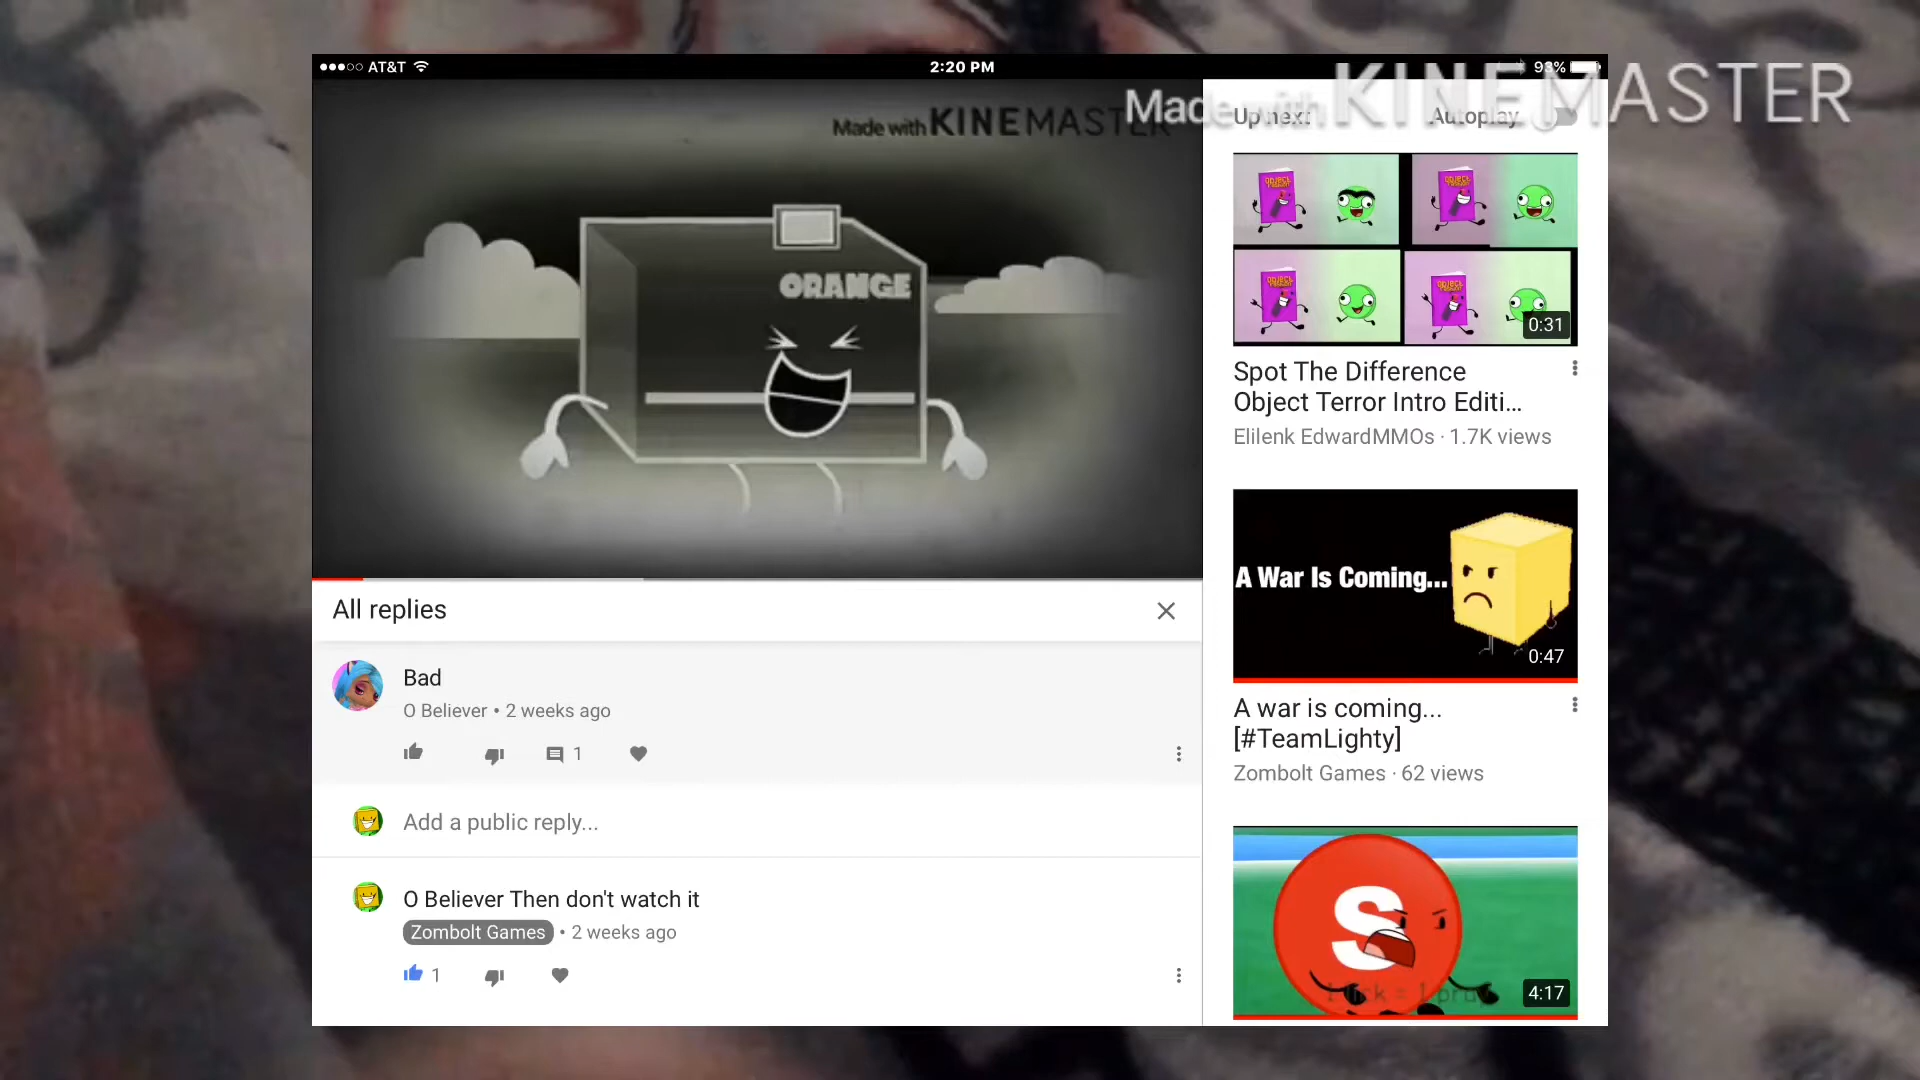 AT&T
2:20 PM
93%
Made with KINEMASTER
Made with KINEMASTER
ORANGE
Up next
Autoplay
0:31
Spot The Difference
Object Terror Intro Editi...
Elilenk EdwardMMOs · 1.7K views
A War Is Coming...
0:47
A war is coming...
[#TeamLighty]
Zombolt Games · 62 views
S
4:17
All replies
Bad
O Believer • 2 weeks ago
1
Add a public reply...
O Believer Then don't watch it
Zombolt Games • 2 weeks ago
1